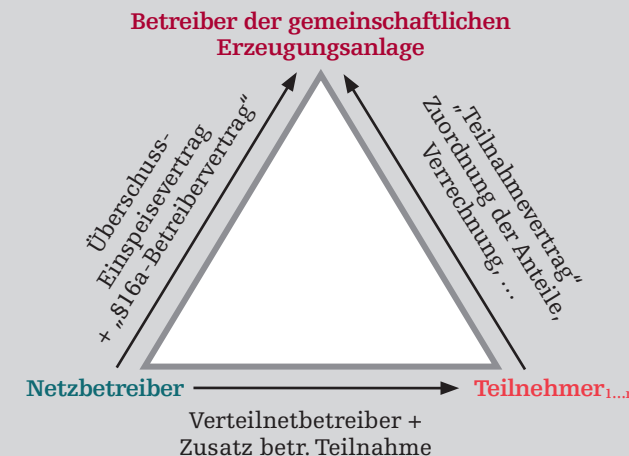 Betreiber der gemeinschaftlichen
Erzeugungsanlage
Überschuss-
Einspeisevertrag
+ „§16a-Betreibervertrag“
„Teilnahmevertrag“
Zuordnung der Anteile,
Verrechnung, …
Netzbetreiber
Teilnehmer1…n
Verteilnetbetreiber +
Zusatz betr. Teilnahme